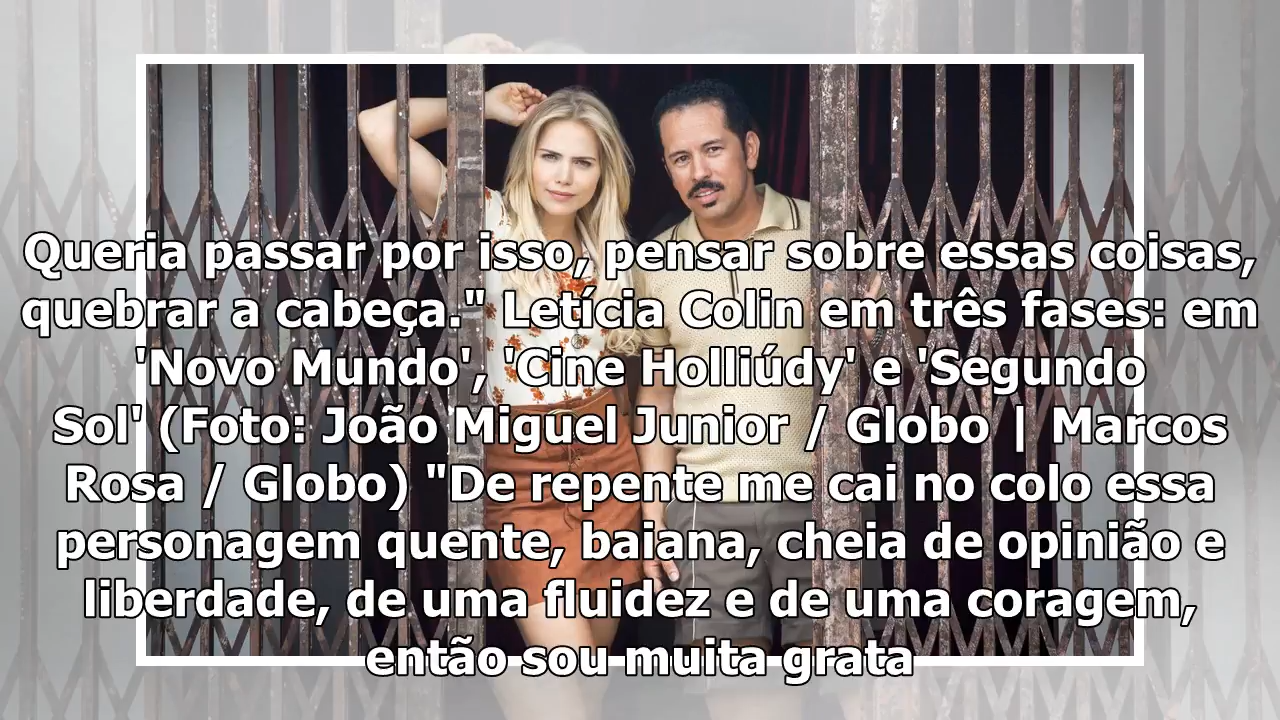 Queria passar por isso, pensar sobre essas coisas,
quebrar a cabeça." Letícia Colin em três fases: em
'Novo Mundo', 'Cine Holliúdy' e 'Segundo
Sol' (Foto: João Miguel Junior / Globo | Marcos
Rosa / Globo) "De repente me cai no colo essa
personagem quente, baiana, cheia de opinião e
liberdade, de uma fluidez e de uma coragem,
então sou muita grata